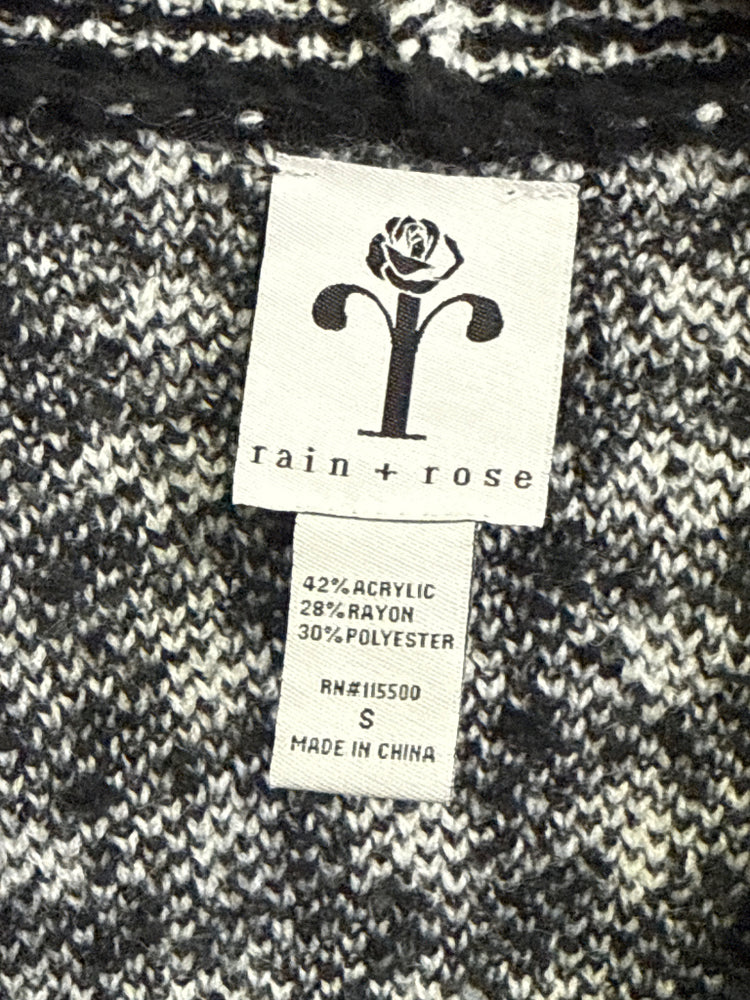 rain + rose
42% ACRYLIC
28% RAYON
30% POLYESTER
RN#115500
S
MADE IN CHINA